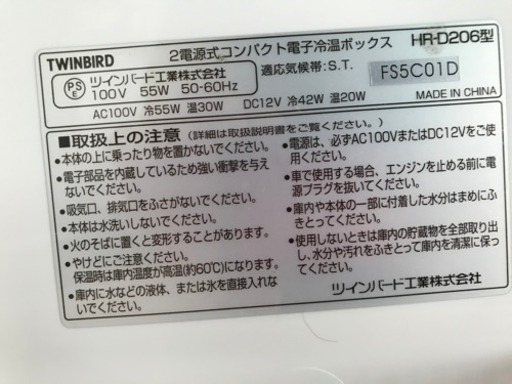 TWINBIRD 2電源式コンパクト電子冷温ボックス HR-D206型
PSE ツインバード工業株式会社
100V 55W 50-60Hz
適応気候帯:S.T. FS5C01D
AC100V 冷55W 温30W DC12V 冷42W 温20W MADE IN CHINA
■取扱上の注意(詳細は取扱説明書をご覧ください。)
●本体の上に乗ったり物を置かないでください。
●電子部品を内蔵しているため強い衝撃を与え
ないでください。
●吸気口、排気口をふさがないでください。
●本体は水洗いしないでください。
●火のそばに置くと変形することがあります。
●やけどにご注意ください。
保温時は庫内温度が高温(約60℃)になります。
●庫内に水などの液体、または氷を直接入れな
いでください。
●電源は、必ずAC100VまたはDC12Vをご使
用ください。
●車で使用する場合、エンジンを止める前に電
源プラグを抜いてください。
●庫内や本体の一部に付着した水分はまめにふ
きとってください。
●使用しないときは庫内の貯蔵物を全部取り出
し、水分や汚れをふきとって庫内を清潔に保っ
てください。
ツインバード工業株式会社